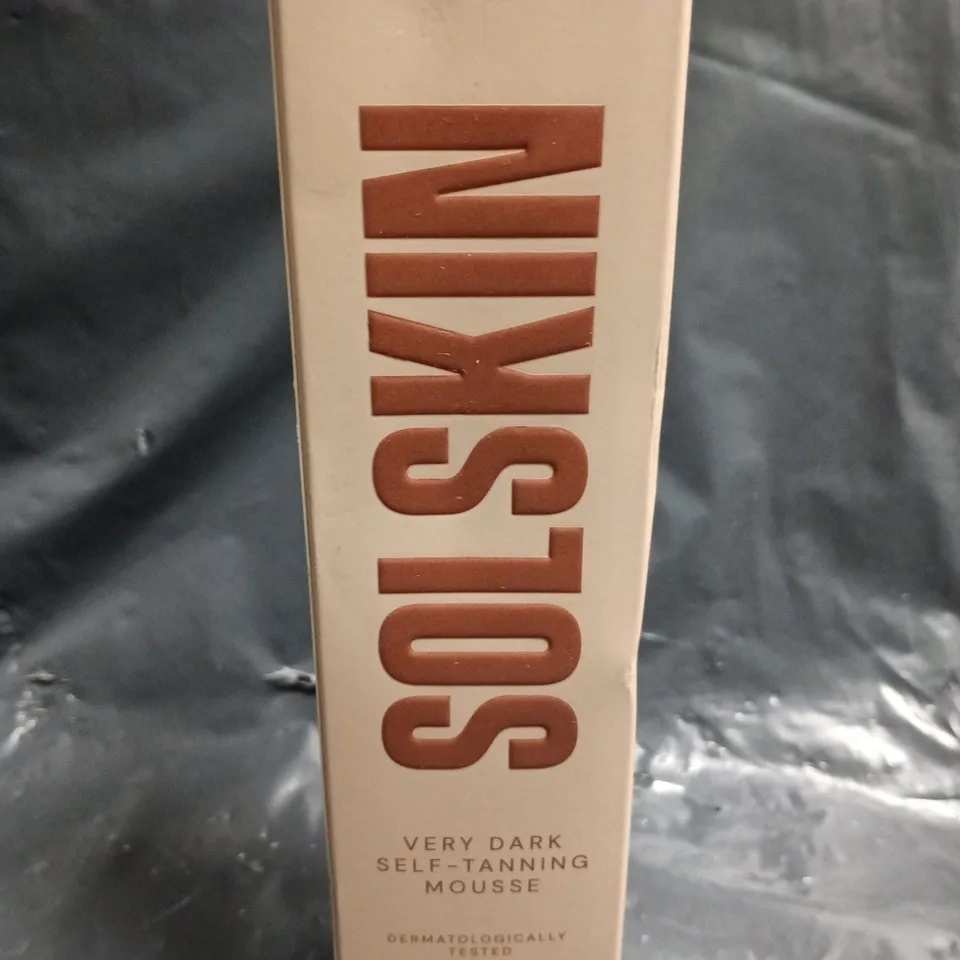 SOLSKIN
VERY DARK
SELF-TANNING
MOUSSE
DERMATOLOGICALLY
TESTED